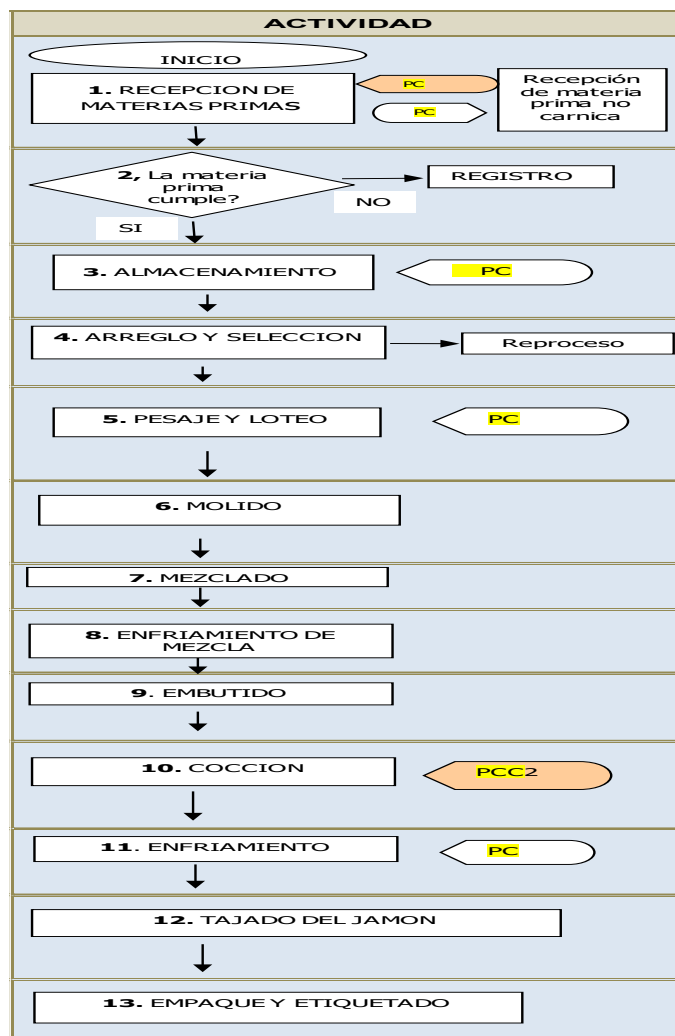 ACTIVIDAD
INICIO
1. RECEPCION DE
MATERIAS PRIMAS
PC
PC
Recepción
de materia
prima no
carnica
2, La materia
prima
cumple?
REGISTRO
NO
SI
3. ALMACENAMIENTO
PC
4. ARREGLO Y SELECCION
Reproceso
5. PESAJE Y LOTEO
PC
6. MOLIDO
7. MEZCLADO
8. ENFRIAMIENTO DE
MEZCLA
9. EMBUTIDO
10. COCCION
PCC2
11. ENFRIAMIENTO
PC
12. TAJADO DEL JAMON
13. EMPAQUE Y ETIQUETADO